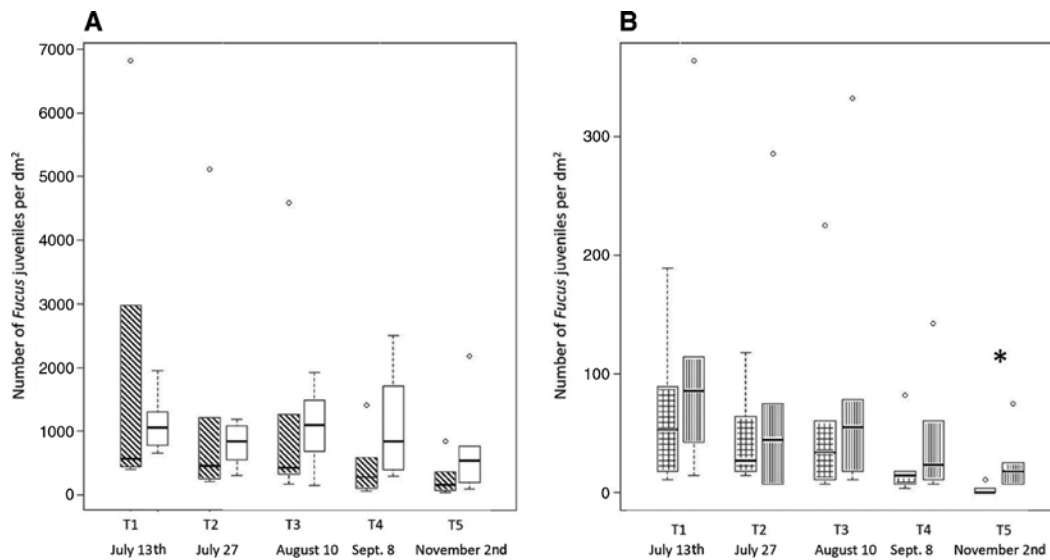 A
Number of Fucus juveniles per dm²
7000
6000
5000
4000
3000
2000
1000
0
T1 T2 T3 T4 T5
July 13th July 27 August 10 Sept. 8 November 2nd
B
Number of Fucus juveniles per dm²
300
200
100
0
*
T1 T2 T3 T4 T5
July 13th July 27 August 10 Sept. 8 November 2nd